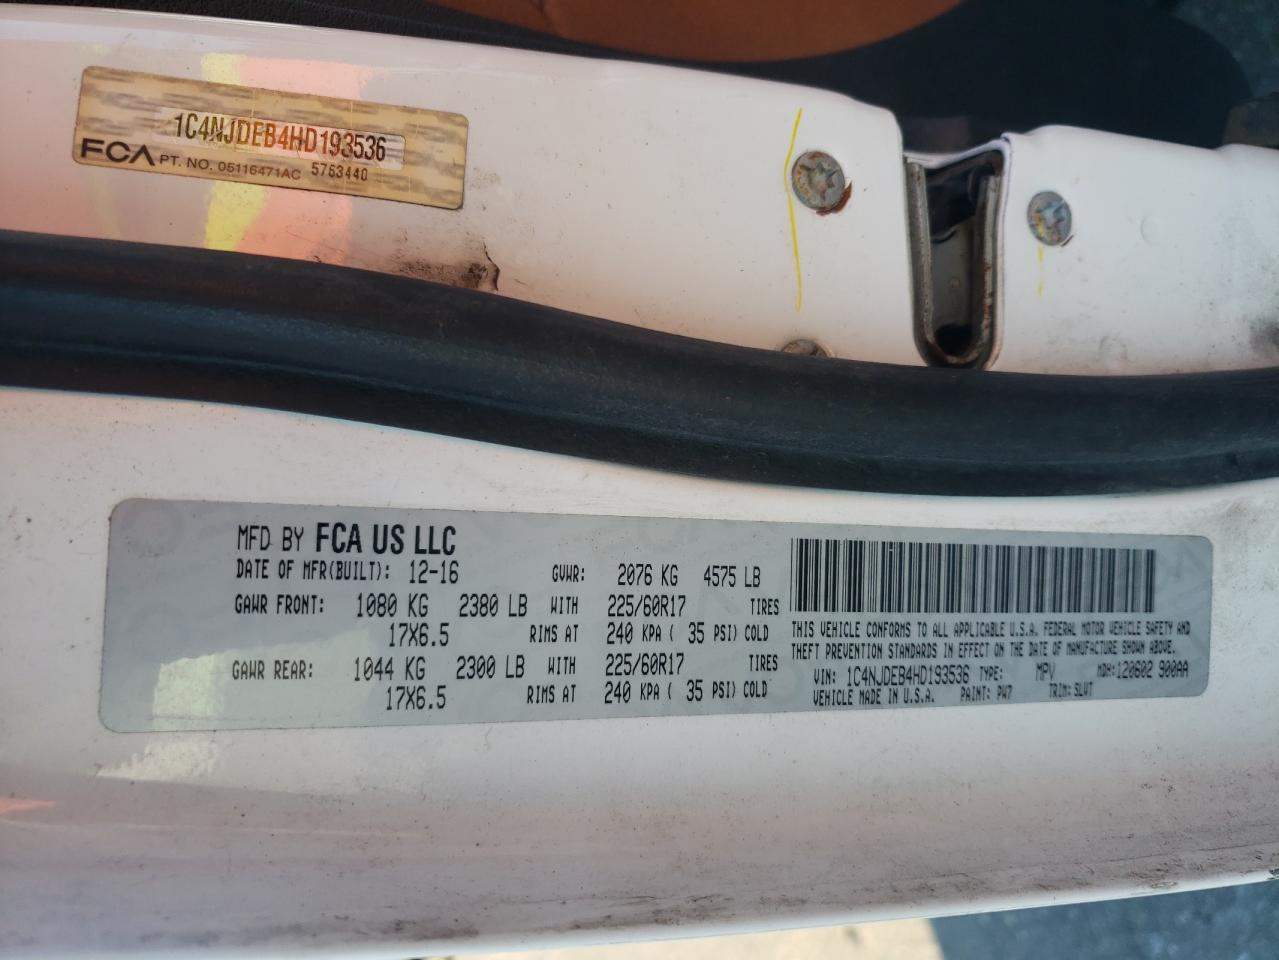 1C4NJDEB4HD193536
FCA PT. NO. 05116471AC 5763440
MFD BY FCA US LLC
DATE OF MFR(BUILT): 12-16 GVWR: 2076 KG 4575 LB
GAWR FRONT: 1080 KG 2380 LB WITH 225/60R17 TIRES
17X6.5 RIMS AT 240 KPA ( 35 PSI) COLD
GAWR REAR: 1044 KG 2300 LB WITH 225/60R17 TIRES
17X6.5 RIMS AT 240 KPA ( 35 PSI) COLD
THIS VEHICLE CONFORMS TO ALL APPLICABLE U.S.A. FEDERAL MOTOR VEHICLE SAFETY AND
THEFT PREVENTION STANDARDS IN EFFECT ON THE DATE OF MANUFACTURE SHOWN ABOVE.
VIN: 1C4NJDEB4HD193536 TYPE: MPV MDH: 120602 900AA
VEHICLE MADE IN U.S.A. PAINT: PW7 TRIM: SLVT